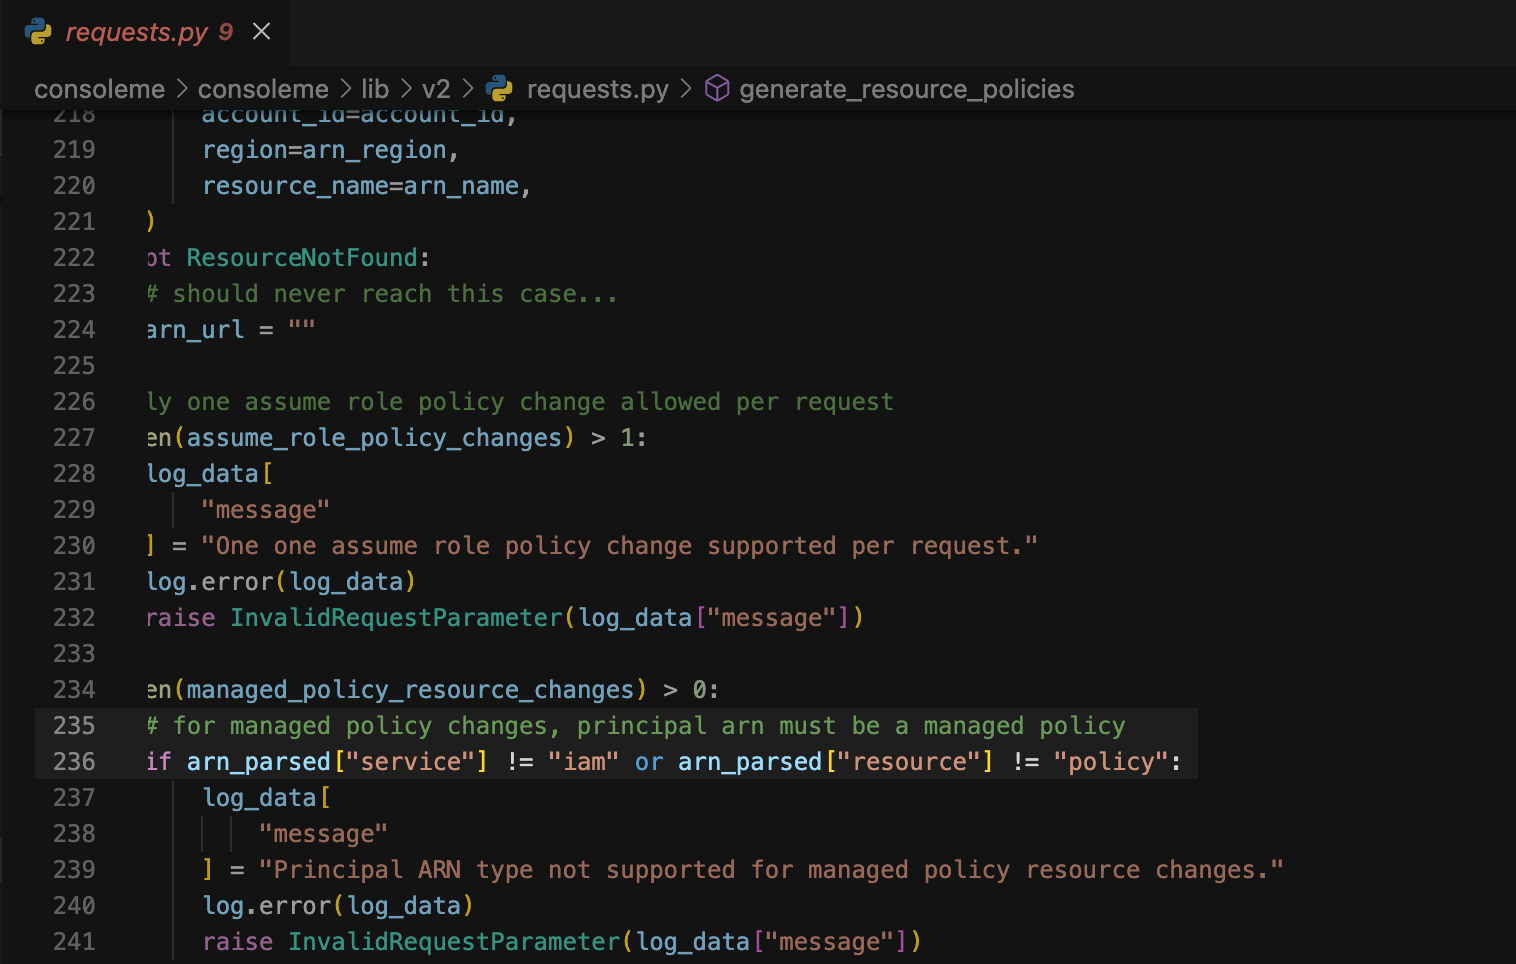 requests.py 9
consoleme > consoleme > lib > v2 > requests.py > generate_resource_policies
218 account_id=account_id,
219 region=arn_region,
220 resource_name=arn_name,
221 )
222 pt ResourceNotFound:
223 # should never reach this case...
224 arn_url = ""
225
226 ly one assume role policy change allowed per request
227 en(assume_role_policy_changes) > 1:
228 log_data[
229 "message"
230 ] = "One one assume role policy change supported per request."
231 log.error(log_data)
232 raise InvalidRequestParameter(log_data["message"])
233
234 en(managed_policy_resource_changes) > 0:
235 # for managed policy changes, principal arn must be a managed policy
236 if arn_parsed["service"] != "iam" or arn_parsed["resource"] != "policy":
237 log_data[
238 "message"
239 ] = "Principal ARN type not supported for managed policy resource changes."
240 log.error(log_data)
241 raise InvalidRequestParameter(log_data["message"])